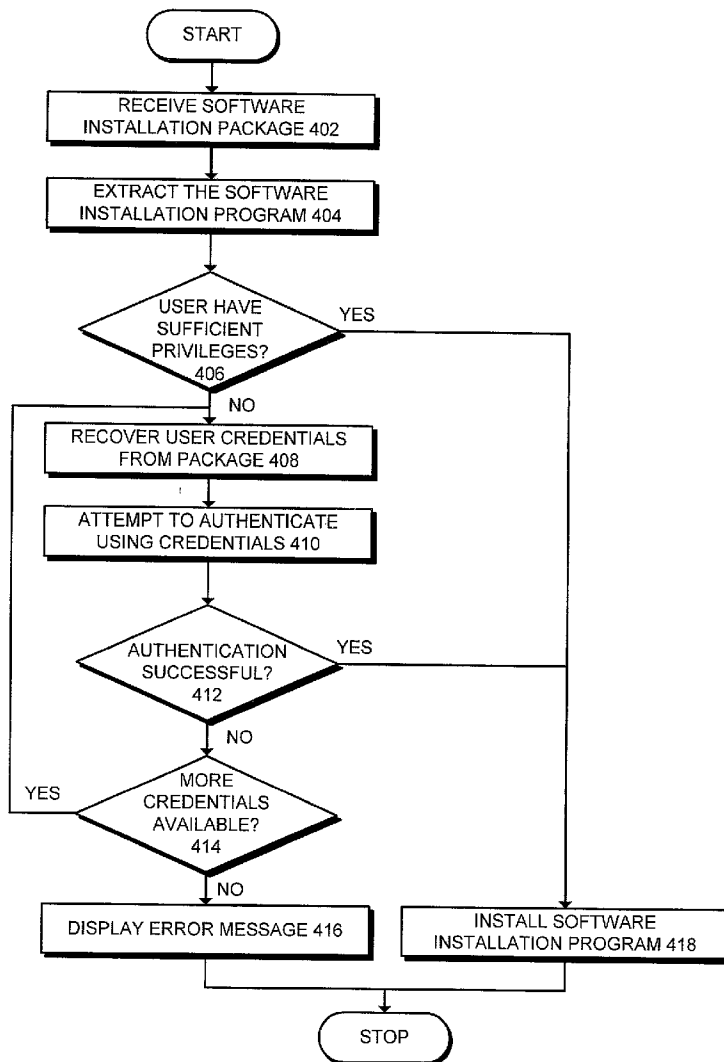 START
RECEIVE SOFTWARE
INSTALLATION PACKAGE 402
EXTRACT THE SOFTWARE
INSTALLATION PROGRAM 404
USER HAVE
SUFFICIENT
PRIVILEGES?
406
YES
NO
RECOVER USER CREDENTIALS
FROM PACKAGE 408
ATTEMPT TO AUTHENTICATE
USING CREDENTIALS 410
AUTHENTICATION
SUCCESSFUL?
412
YES
NO
YES
MORE
CREDENTIALS
AVAILABLE?
414
NO
DISPLAY ERROR MESSAGE 416
INSTALL SOFTWARE
INSTALLATION PROGRAM 418
STOP